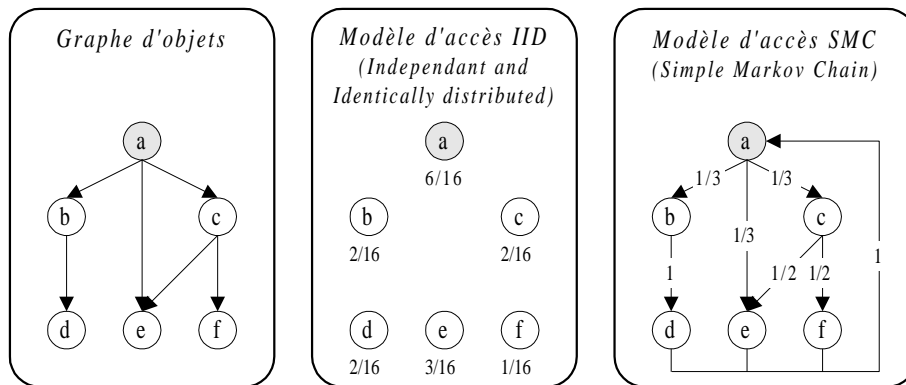 Graphe d'objets
a
b
c
d
e
f
Modèle d'accès IID
(Independant and
Identically distributed)
a
6/16
b
c
2/16
2/16
d
e
f
2/16
3/16
1/16
Modèle d'accès SMC
(Simple Markov Chain)
a
1/3
1/3
b
c
1/3
1
1
1/2
1/2
d
e
f